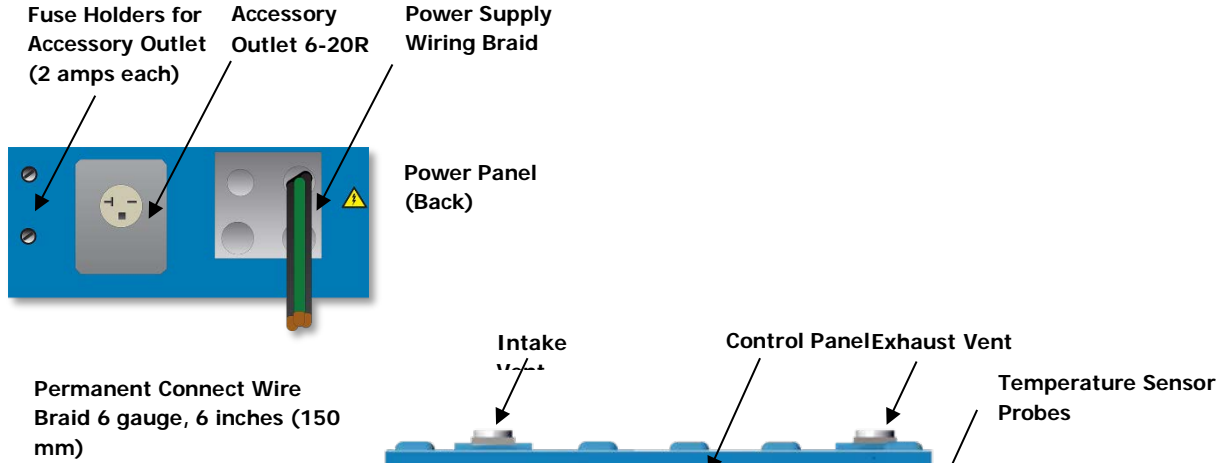 Fuse Holders for
Accessory Outlet
(2 amps each)
Accessory
Outlet 6-20R
Power Supply
Wiring Braid
Power Panel
(Back)
Permanent Connect Wire
Braid 6 gauge, 6 inches (150
mm)
Intake
Control Panel
Exhaust Vent
Temperature Sensor
Probes